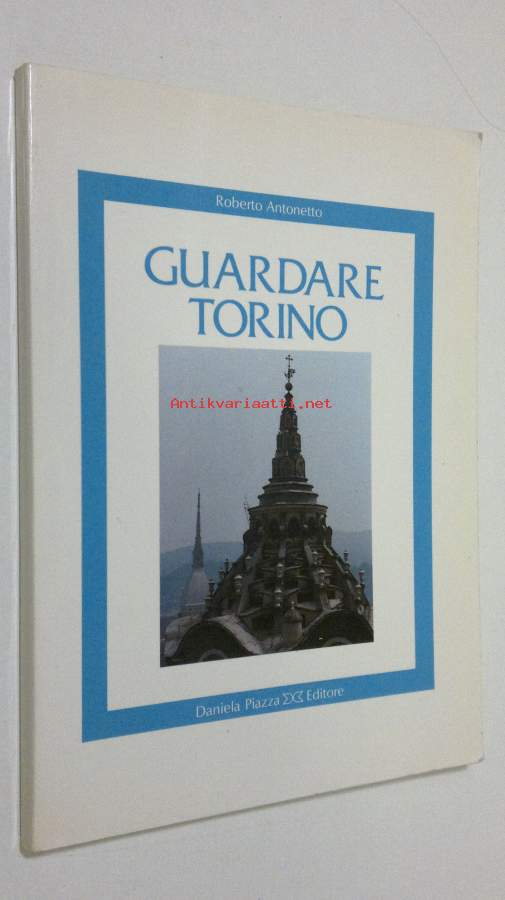 Roberto Antonetto
GUARDARE
TORINO
Antikvariaatti.net
Daniela Piazza Editore